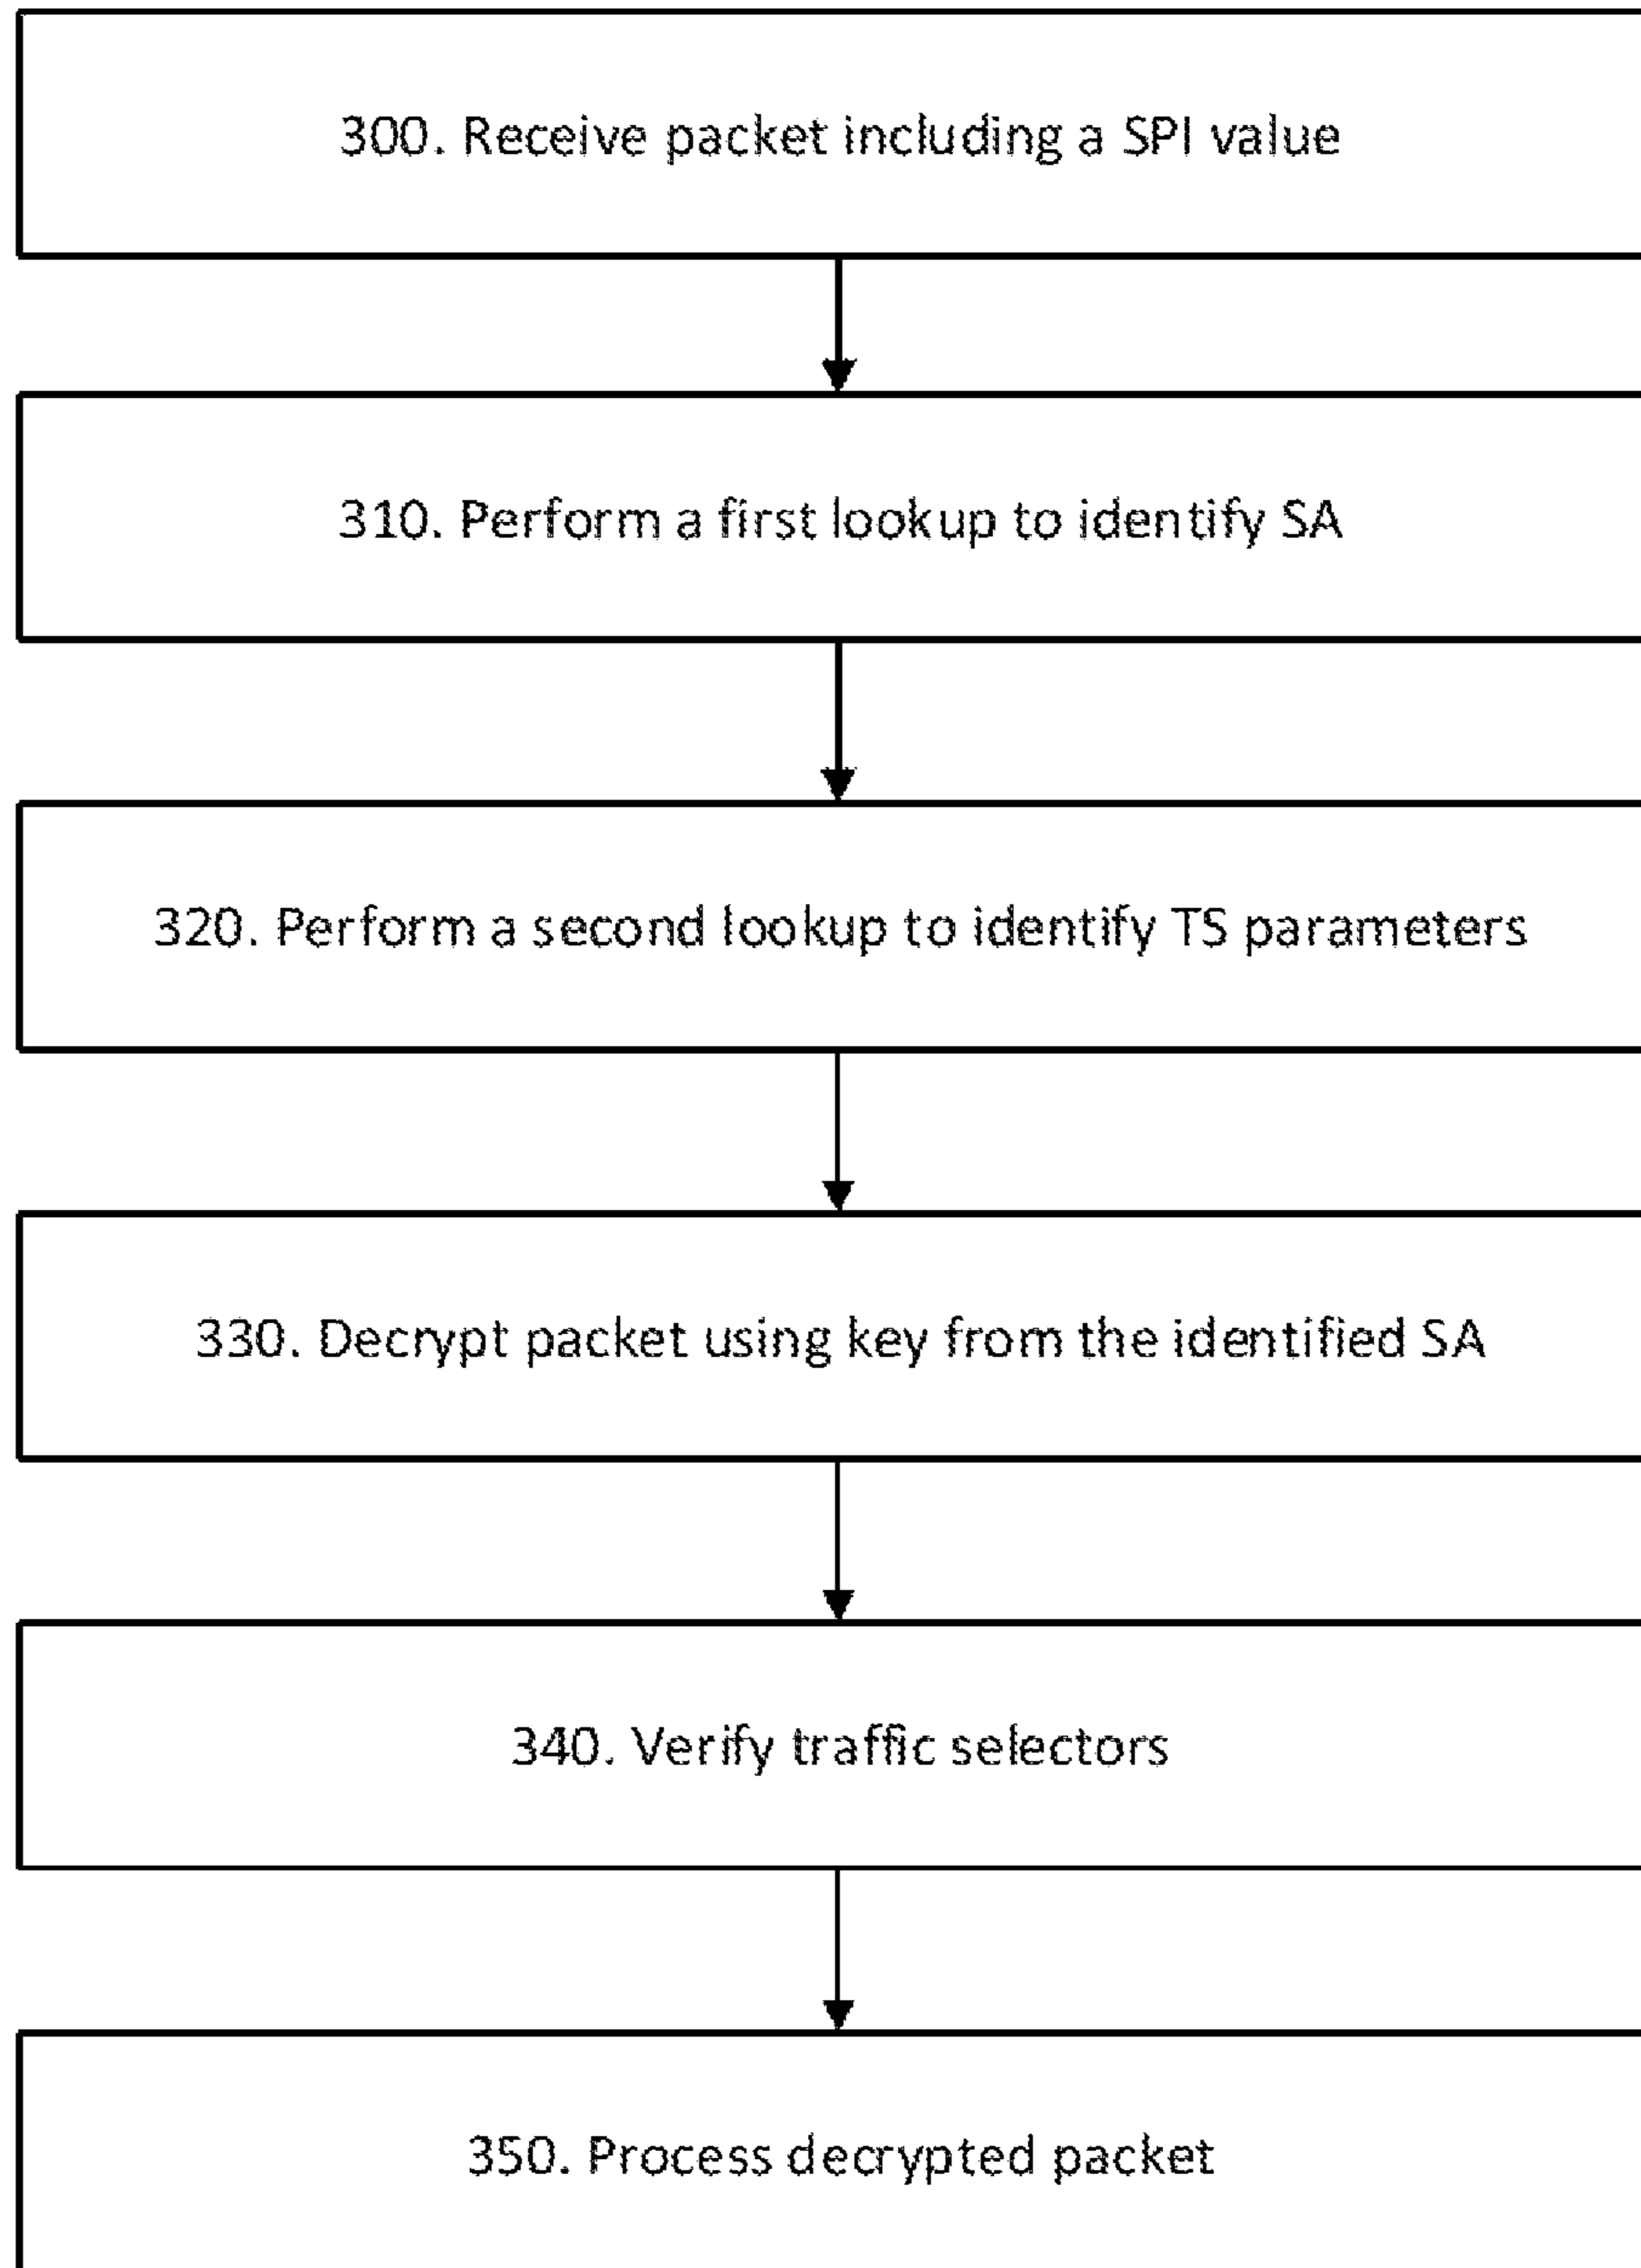 300. Receive packet including a SPI value
310. Perform a first lookup to identify SA
320. Perform a second lookup to identify TS parameters
330. Decrypt packet using key from the identified SA
340. Verify traffic selectors
350. Process decrypted packet